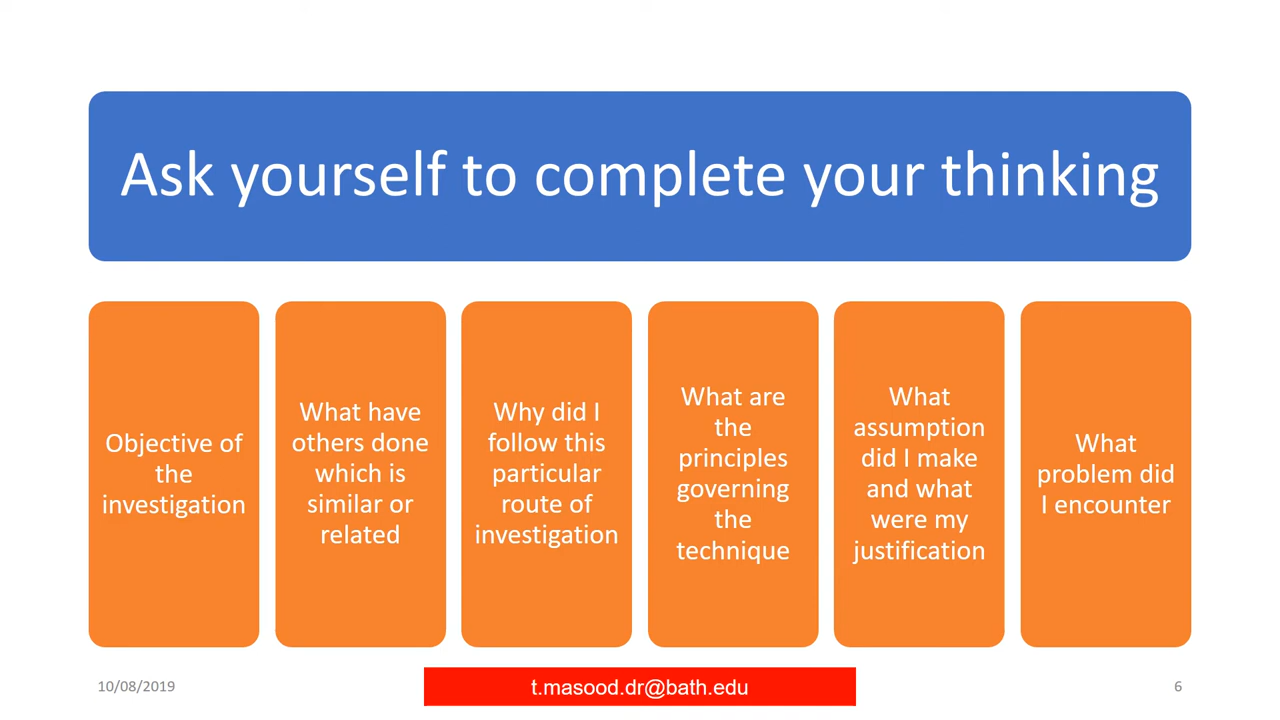 Ask yourself to complete your thinking
Objective of
the
investigation
What have
others done
which is
similar or
related
Why did I
follow this
particular
route of
investigation
What are
the
principles
governing
the
technique
What
assumption
did I make
and what
were my
justification
What
problem did
I encounter
10/08/2019
t.masood.dr@bath.edu
6